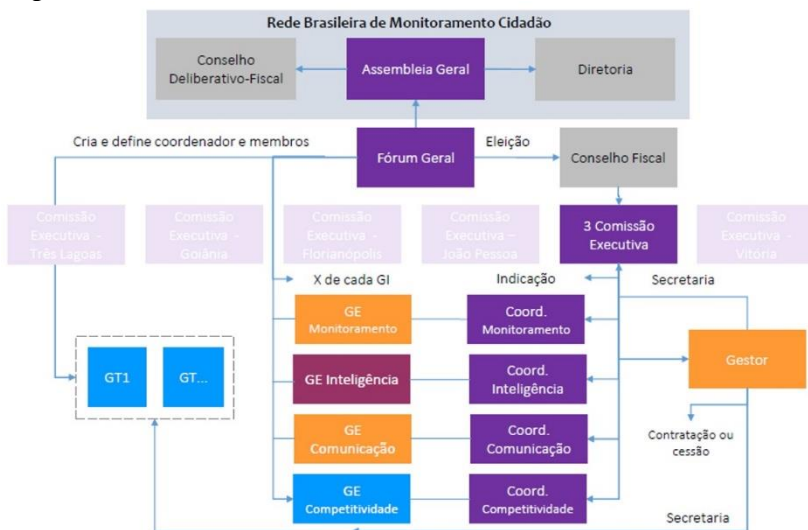 Rede Brasileira de Monitoramento Cidadão
Conselho
Deliberativo-Fiscal
Assembleia Geral
Diretoria
Cria e define coordenador e membros
Fórum Geral
Eleição
Conselho Fiscal
Comissão
Executiva –
Três Lagoas
Comissão
Executiva -
Goiânia
Comissão
Executiva -
Florianópolis
Comissão
Executiva –
João Pessoa
3 Comissão
Executiva
Comissão
Executiva -
Vitória
X de cada GI
Indicação
Secretaria
GE
Monitoramento
Coord.
Monitoramento
GT1
GT...
GE Inteligência
Coord.
Inteligência
Gestor
GE
Comunicação
Coord.
Comunicação
Contratação ou
cessão
GE
Competitividade
Coord.
Competitividade
Secretaria